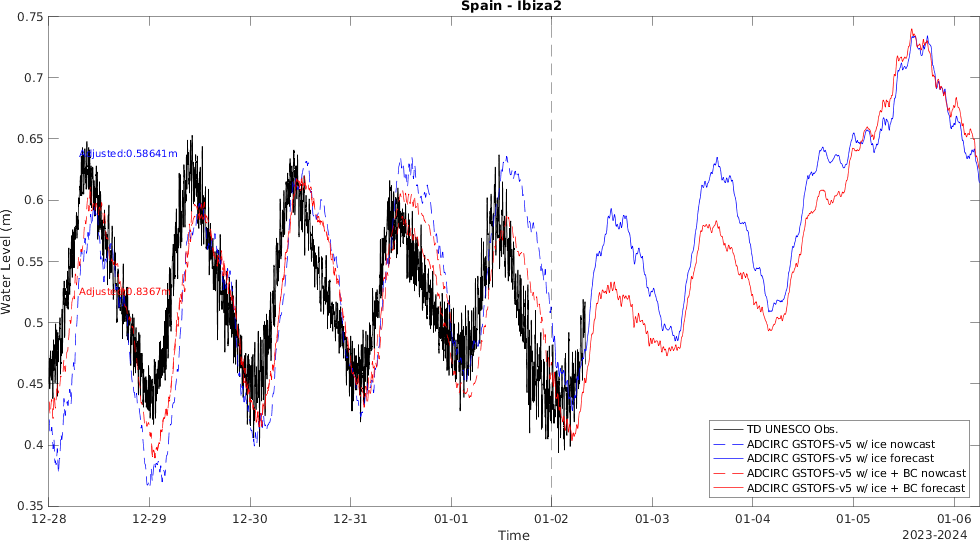 Spain - Ibiza2
0.75
0.7
0.65
0.6
0.55
0.5
0.45
0.4
0.35
Water Level (m)
Adjusted:0.58641m
Adjusted:0.8367m
TD UNESCO Obs.
ADCIRC GSTOFS-v5 w/ ice nowcast
ADCIRC GSTOFS-v5 w/ ice forecast
ADCIRC GSTOFS-v5 w/ ice + BC nowcast
ADCIRC GSTOFS-v5 w/ ice + BC forecast
12-28 12-29 12-30 12-31 01-01 01-02 01-03 01-04 01-05 01-06
Time
2023-2024